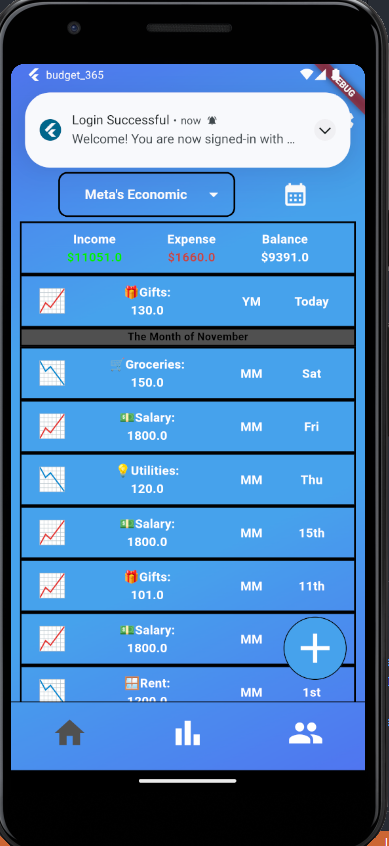 budget_365
DEBUG
Login Successful • now
Welcome! You are now signed-in with ...
Meta's Economic
Income Expense Balance
$11051.0 $1660.0 $9391.0
Gifts:
130.0 YM Today
The Month of November
Groceries:
150.0 MM Sat
Salary:
1800.0 MM Fri
Utilities:
120.0 MM Thu
Salary:
1800.0 MM 15th
Gifts:
101.0 MM 11th
Salary:
1800.0 MM
Rent:
1200.0 MM 1st